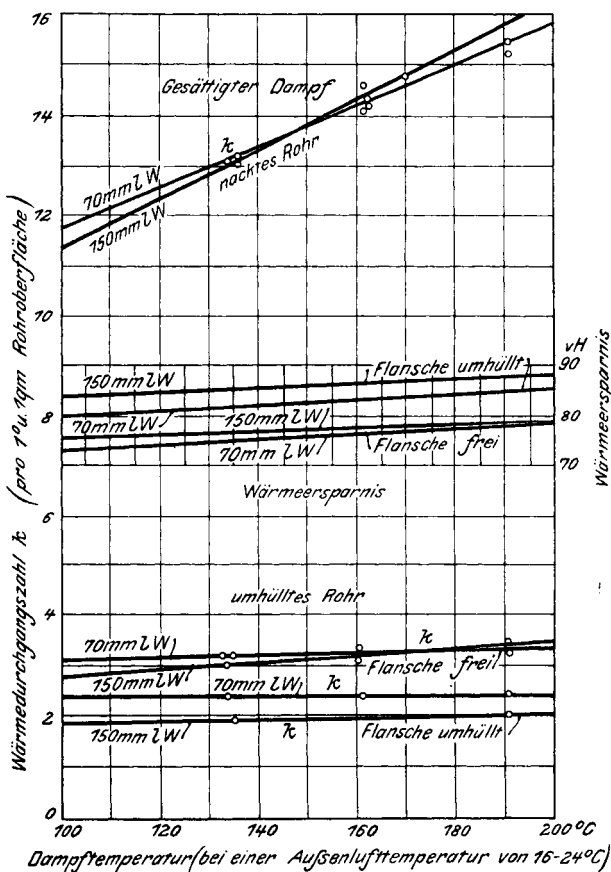 16
Gesättigter Dampf
14
k
nacktes Rohr
70mm l W
150mm l W
12
10
vH
90
Flansche umhüllt
150mm l W
8
70mm l W
150mm l W
80
70mm l W
Flansche frei
70
Wärmeersparnis
Wärmeersparnis
6
umhülltes Rohr
4
70mm l W
k
150mm l W
Flansche frei
70mm l W
k
2
150mm l W
k
Flansche umhüllt
0
Wärmedurchgangszahl k (pro 1° u. 1qm Rohroberfläche)
100
120
140
160
180
200°C
Dampftemperatur (bei einer Außenlufttemperatur von 16-24°C)